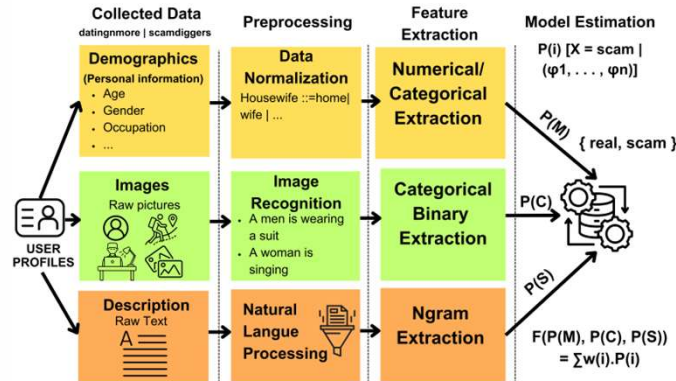 Collected Data
datingnmore | scamdiggers
Preprocessing
Feature
Extraction
Model Estimation
P(i) [X = scam |
(φ1, . . . , φn)]
Demographics
(Personal information)
• Age
• Gender
• Occupation
• ...
Data
Normalization
Housewife ::=home|
wife | ...
Numerical/
Categorical
Extraction
P(M)
{ real, scam }
USER
PROFILES
Images
Raw pictures
Image
Recognition
• A men is wearing
a suit
• A woman is
singing
Categorical
Binary
Extraction
P(C)
Description
Raw Text
A
Natural
Langue
Processing
Ngram
Extraction
P(S)
F(P(M), P(C), P(S))
= ∑w(i).P(i)